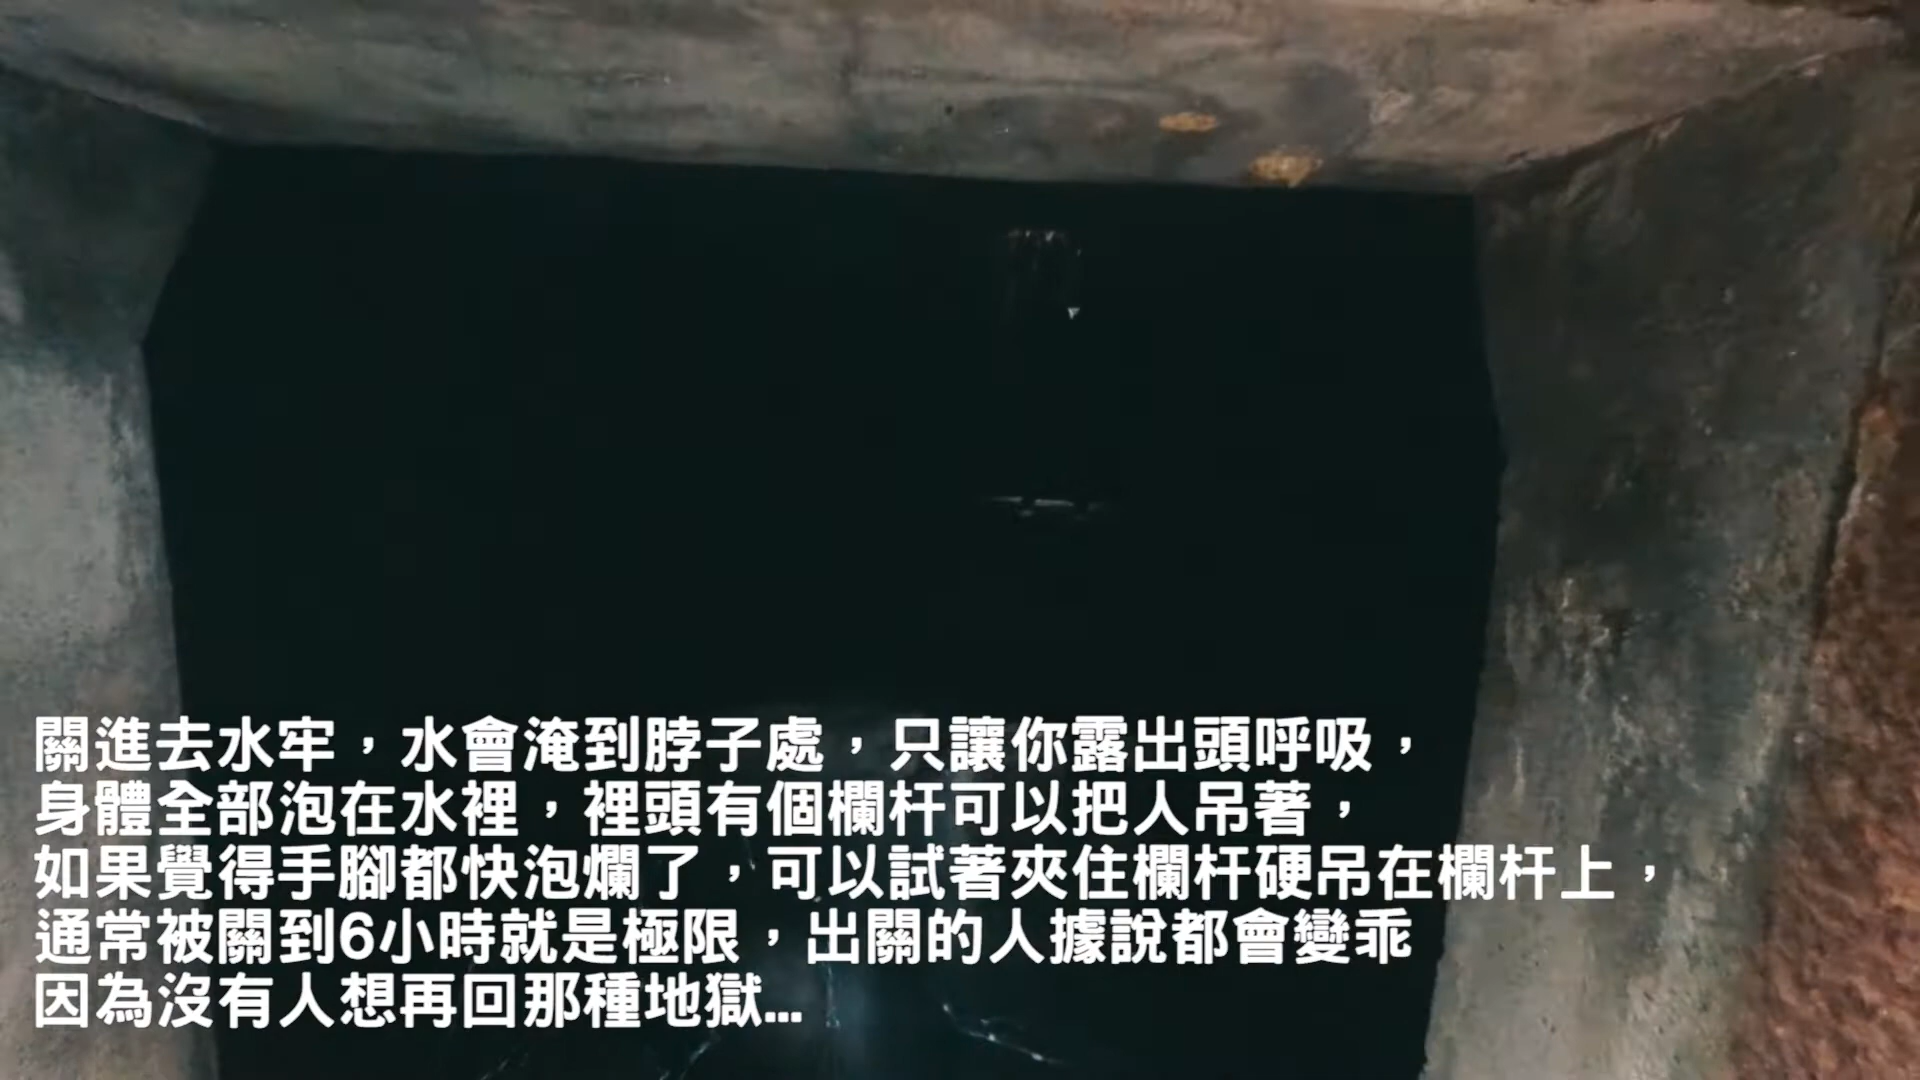 關進去水牢，水會淹到脖子處，只讓你露出頭呼吸，
身體全部泡在水裡，裡頭有個欄杆可以把人吊著，
如果覺得手腳都快泡爛了，可以試著夾住欄杆硬吊在欄杆上，
通常被關到6小時就是極限，出關的人據說都會變乖
因為沒有人想再回那種地獄...